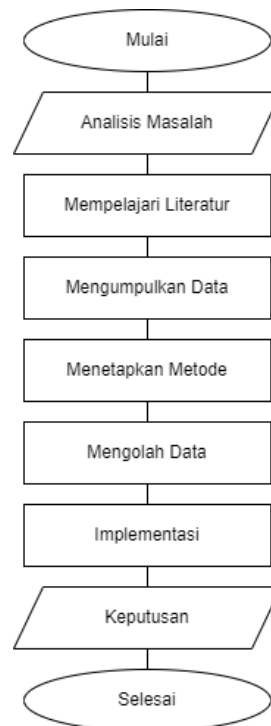 Mulai
Analisis Masalah
Mempelajari Literatur
Mengumpulkan Data
Menetapkan Metode
Mengolah Data
Implementasi
Keputusan
Selesai